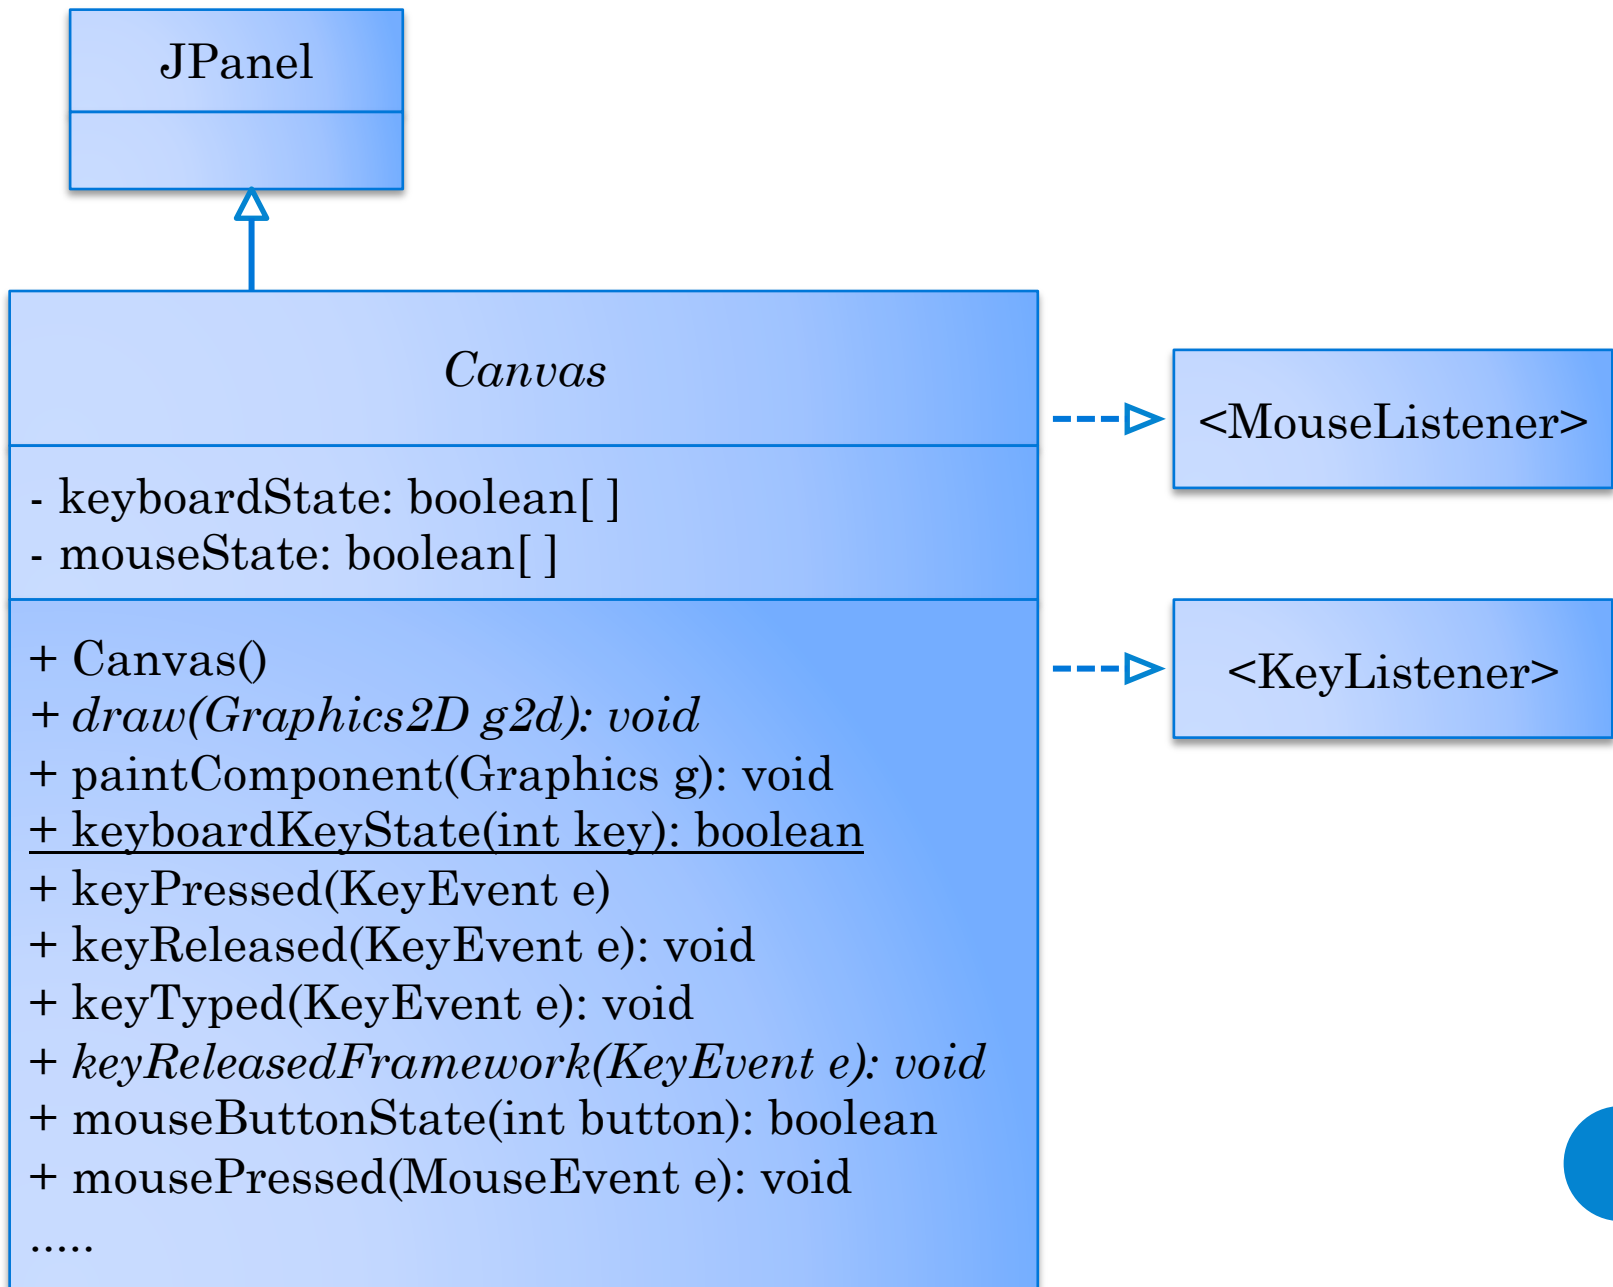 JPanel
Canvas
- keyboardState: boolean[ ]
- mouseState: boolean[ ]
+ Canvas()
+ draw(Graphics2D g2d): void
+ paintComponent(Graphics g): void
+ keyboardKeyState(int key): boolean
+ keyPressed(KeyEvent e)
+ keyReleased(KeyEvent e): void
+ keyTyped(KeyEvent e): void
+ keyReleasedFramework(KeyEvent e): void
+ mouseButtonState(int button): boolean
+ mousePressed(MouseEvent e): void
.....
<MouseListener>
<KeyListener>